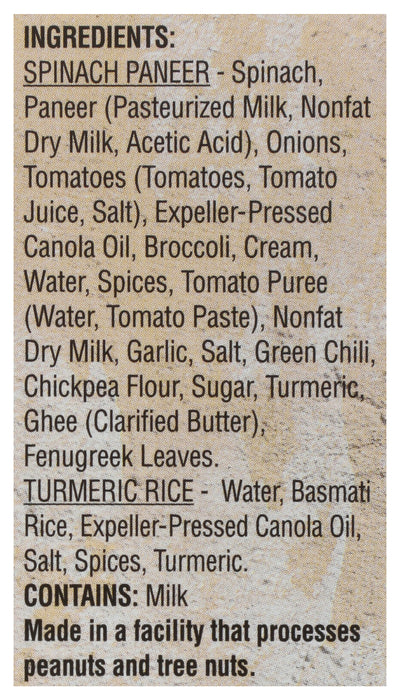 INGREDIENTS:
SPINACH PANEER - Spinach,
Paneer (Pasteurized Milk, Nonfat
Dry Milk, Acetic Acid), Onions,
Tomatoes (Tomatoes, Tomato
Juice, Salt), Expeller-Pressed
Canola Oil, Broccoli, Cream,
Water, Spices, Tomato Puree
(Water, Tomato Paste), Nonfat
Dry Milk, Garlic, Salt, Green Chili,
Chickpea Flour, Sugar, Turmeric,
Ghee (Clarified Butter),
Fenugreek Leaves.
TURMERIC RICE - Water, Basmati
Rice, Expeller-Pressed Canola Oil,
Salt, Spices, Turmeric.
CONTAINS: Milk
Made in a facility that processes
peanuts and tree nuts.